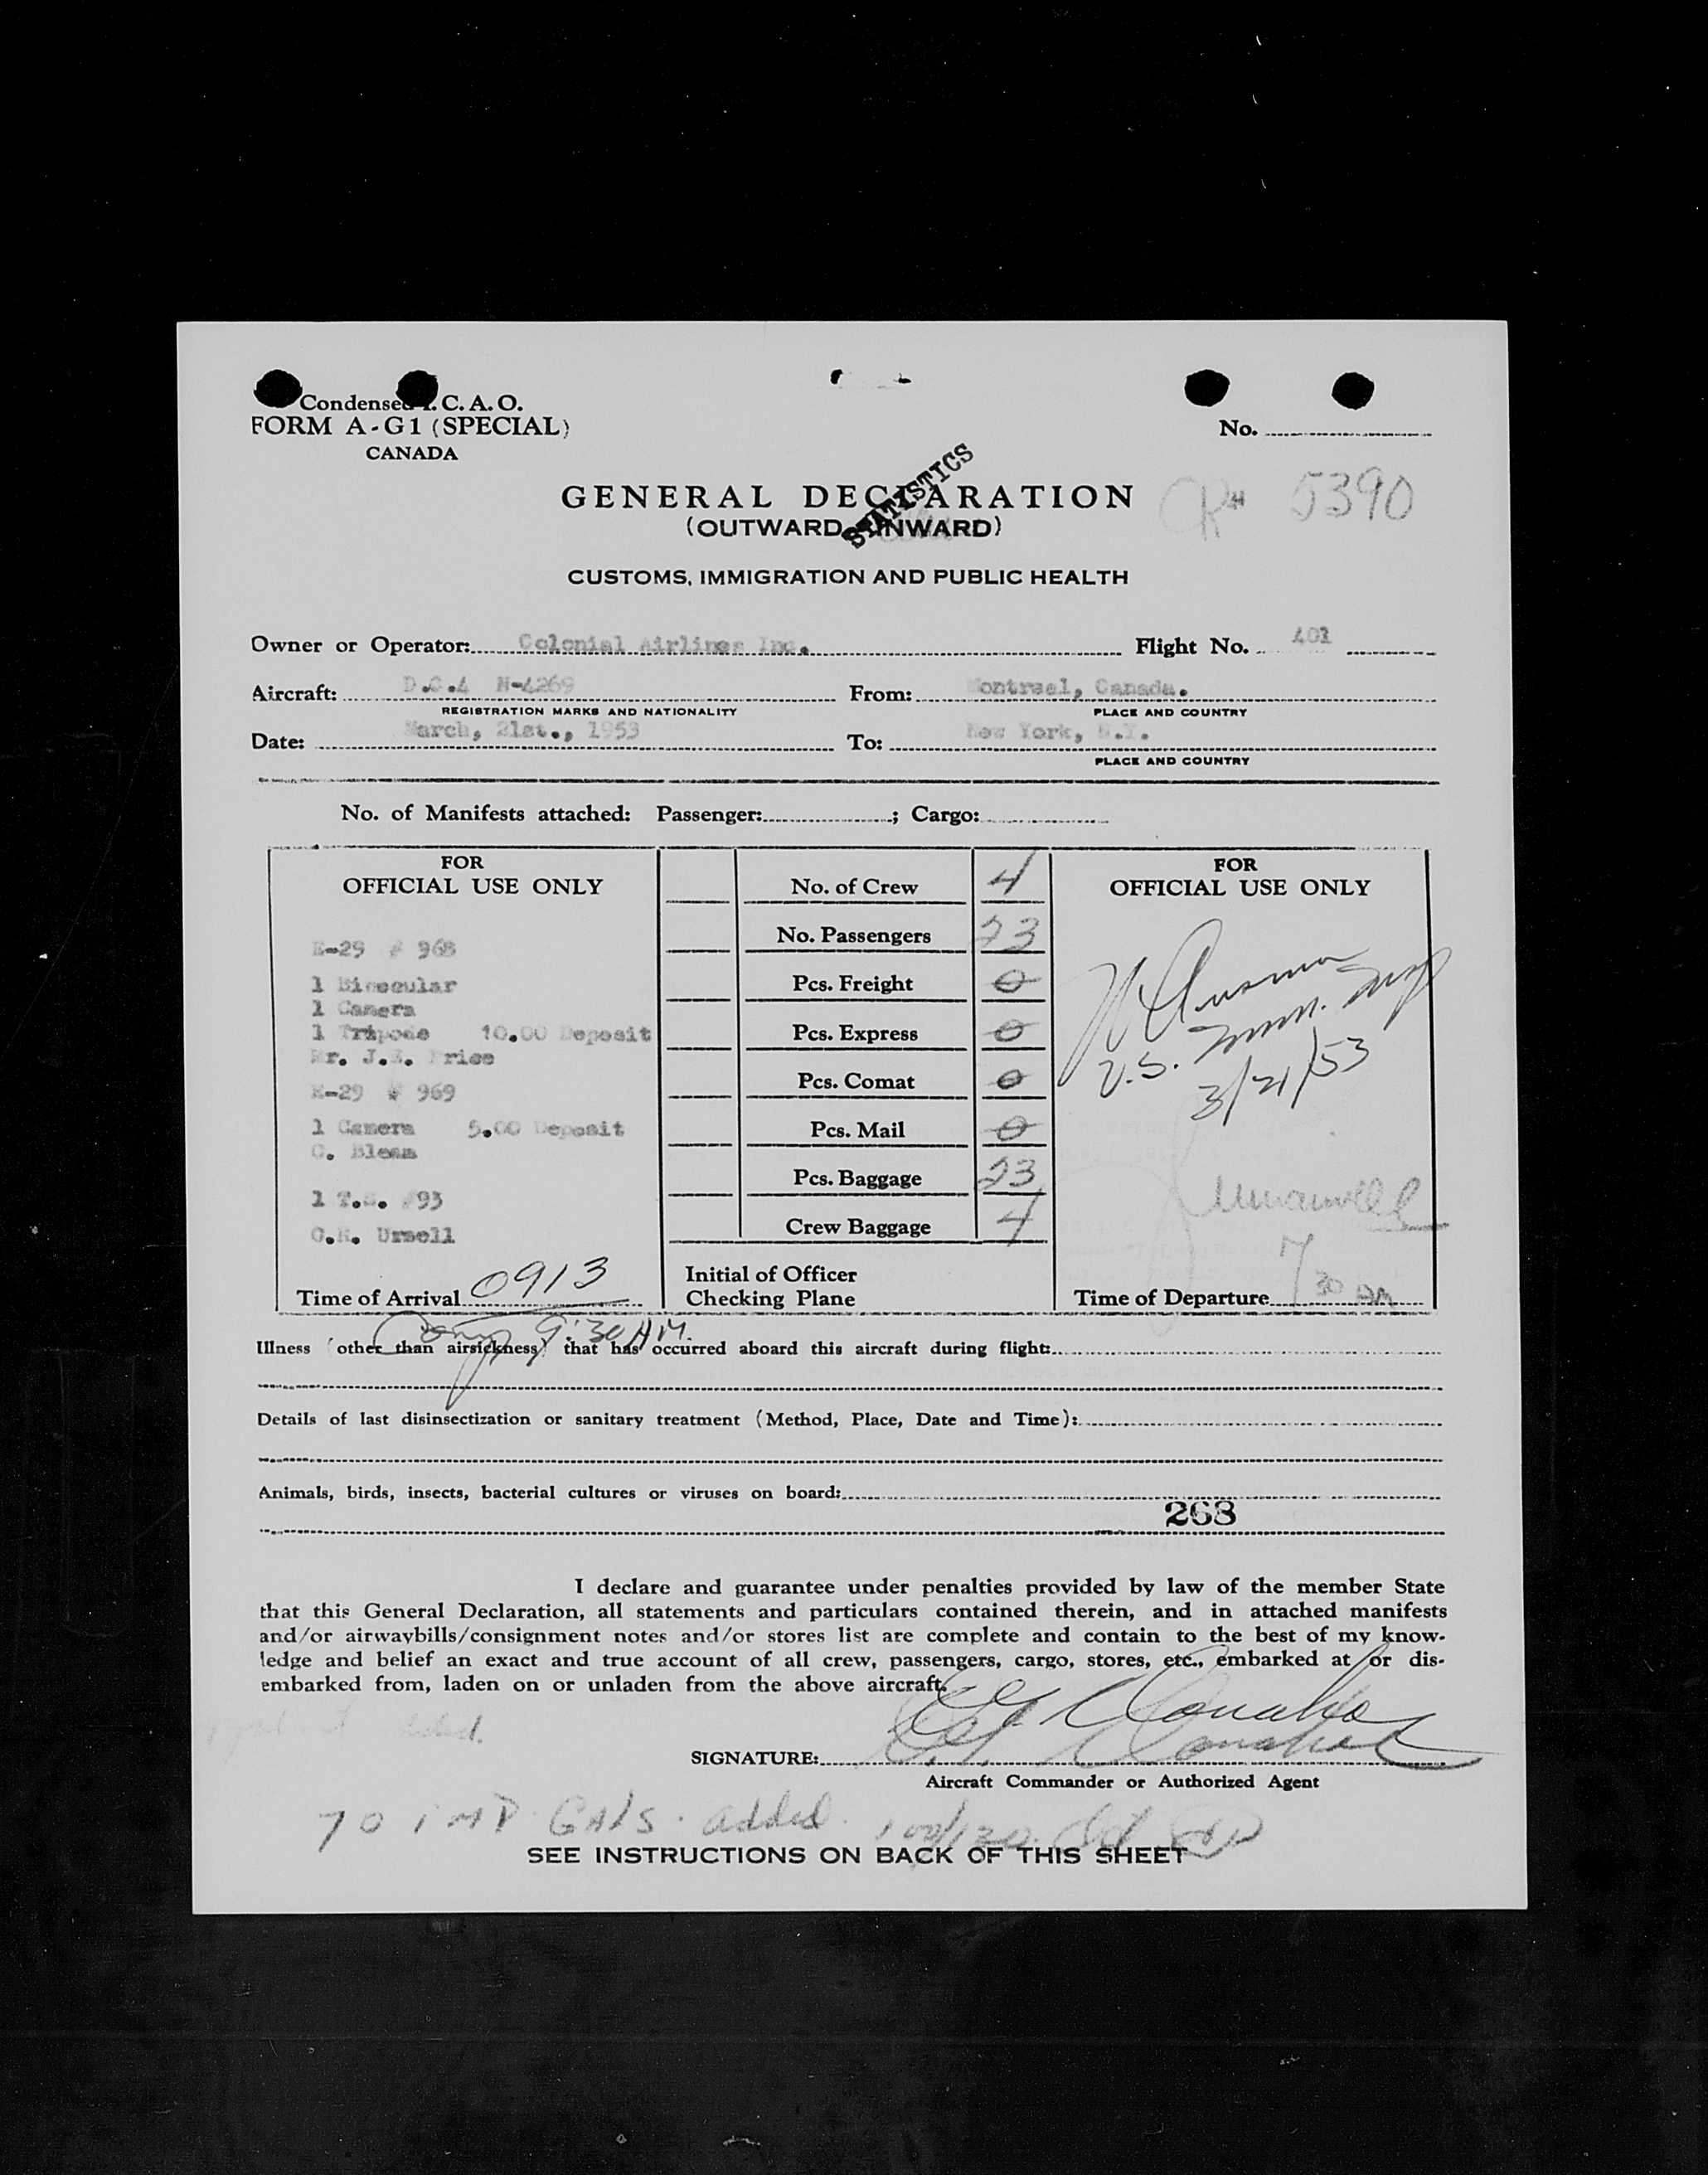 Condensed I. C. A. O.
FORM A-G1 (SPECIAL)
CANADA
No.
GENERAL DECLARATION
STATISTICS
(OUTWARD INWARD)
5390
CUSTOMS, IMMIGRATION AND PUBLIC HEALTH
Owner or Operator: Colonial Airlines Inc. Flight No. 401
Aircraft: D.C.4 N-4269 From: Montreal, Canada.
REGISTRATION MARKS AND NATIONALITY PLACE AND COUNTRY
Date: March, 21st., 1953 To: New York, N.Y.
PLACE AND COUNTRY
No. of Manifests attached: Passenger: ; Cargo:
FOR
OFFICIAL USE ONLY
E-29 # 968
1 Binocular
1 Camera
1 Tripode 10.00 Deposit
Mr. J.E. Price
E-29 # 969
1 Camera 5.00 Deposit
C. Bleam
1 T.S. #93
Time of Arrival 0913
No. of Crew 4
No. Passengers 23
Pcs. Freight 0
Pcs. Express 0
Pcs. Comat 0
Pcs. Mail 0
Pcs. Baggage 23
Crew Baggage 4
Initial of Officer
Checking Plane
FOR
OFFICIAL USE ONLY
U.S. Imm. Insp
3/21/53
Time of Departure 7 30 AM
9:30 AM.
Illness (other than airsickness) that has occurred aboard this aircraft during flight:
Details of last disinsectization or sanitary treatment (Method, Place, Date and Time):
Animals, birds, insects, bacterial cultures or viruses on board:
268
I declare and guarantee under penalties provided by law of the member State
that this General Declaration, all statements and particulars contained therein, and in attached manifests
and/or airwaybills/consignment notes and/or stores list are complete and contain to the best of my know-
ledge and belief an exact and true account of all crew, passengers, cargo, stores, etc., embarked at or dis-
embarked from, laden on or unladen from the above aircraft.
SIGNATURE:
Aircraft Commander or Authorized Agent
70 IMP. GALS. added. 100/130.
SEE INSTRUCTIONS ON BACK OF THIS SHEET